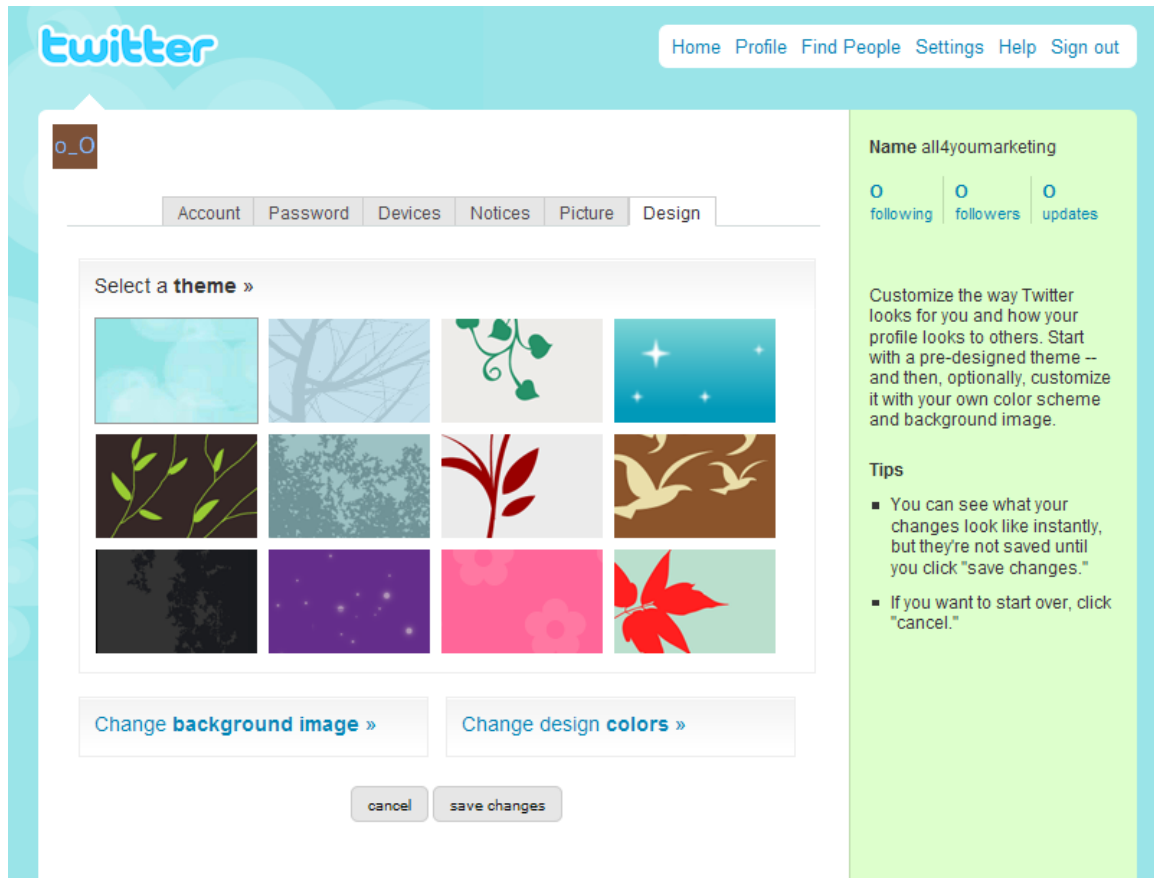 twitter
Home Profile Find People Settings Help Sign out
o_O
Account Password Devices Notices Picture Design
Select a theme »
Change background image »
Change design colors »
cancel save changes
Name all4youmarketing
0 0 0
following followers updates
Customize the way Twitter
looks for you and how your
profile looks to others. Start
with a pre-designed theme --
and then, optionally, customize
it with your own color scheme
and background image.
Tips
You can see what your
changes look like instantly,
but they're not saved until
you click "save changes."
If you want to start over, click
"cancel."